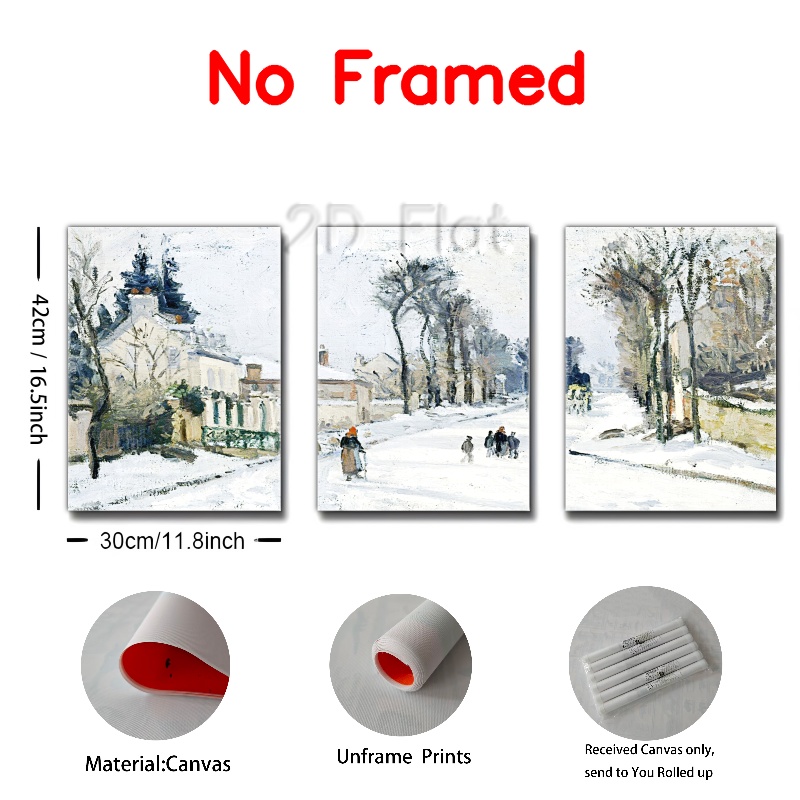 No Framed
2D Flat
42cm / 16.5inch
30cm/11.8inch
Material:Canvas
Unframe Prints
Received Canvas only,
send to You Rolled up